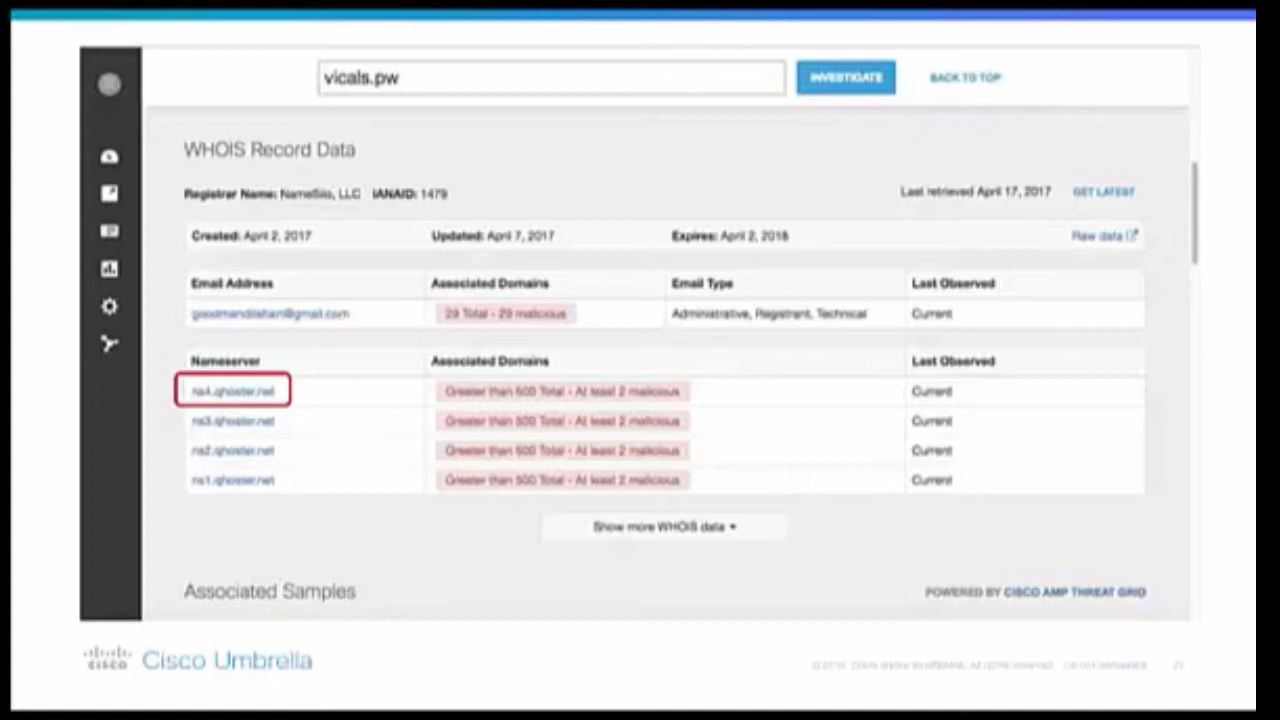 vicals.pw INVESTIGATE BACK TO TOP
WHOIS Record Data
Registrar Name: NameSilo, LLC IANAID: 1479 Last retrieved April 17, 2017 GET LATEST
Created: April 2, 2017 Updated: April 7, 2017 Expires: April 2, 2018 Raw data
Email Address Associated Domains Email Type Last Observed
29 Total - 29 malicious Administrative, Registrant, Technical Current
Nameserver Associated Domains Last Observed
ns4.qhoster.net Greater than 500 Total - At least 2 malicious Current
ns3.qhoster.net Greater than 500 Total - At least 2 malicious Current
ns2.qhoster.net Greater than 500 Total - At least 2 malicious Current
ns1.qhoster.net Greater than 500 Total - At least 2 malicious Current
Show more WHOIS data
Associated Samples POWERED BY CISCO AMP THREAT GRID
CISCO Cisco Umbrella